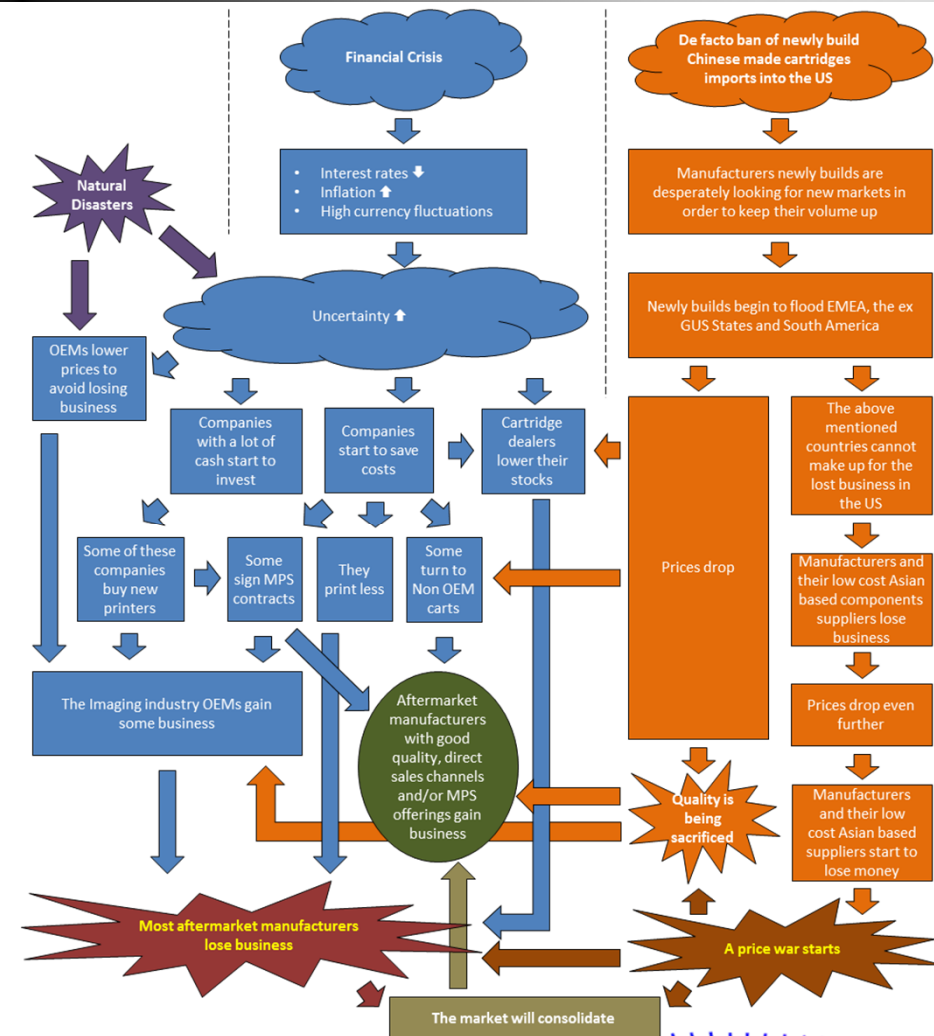 Financial Crisis
De facto ban of newly build
Chinese made cartridges
imports into the US
Natural
Disasters
• Interest rates
• Inflation
• High currency fluctuations
Manufacturers newly builds are
desperately looking for new markets in
order to keep their volume up
Uncertainty
Newly builds begin to flood EMEA, the ex
GUS States and South America
OEMs lower
prices to
avoid losing
business
Companies
with a lot of
cash start to
invest
Companies
start to save
costs
Cartridge
dealers
lower their
stocks
Prices drop
The above
mentioned
countries cannot
make up for the
lost business in
the US
Some of these
companies
buy new
printers
Some
sign MPS
contracts
They
print less
Some
turn to
Non OEM
carts
Manufacturers and
their low cost Asian
based components
suppliers lose
business
The Imaging industry OEMs gain
some business
Aftermarket
manufacturers
with good
quality, direct
sales channels
and/or MPS
offerings gain
business
Prices drop even
further
Quality is
being
sacrificed
Manufacturers
and their low
cost Asian based
suppliers start to
lose money
Most aftermarket manufacturers
lose business
A price war starts
The market will consolidate